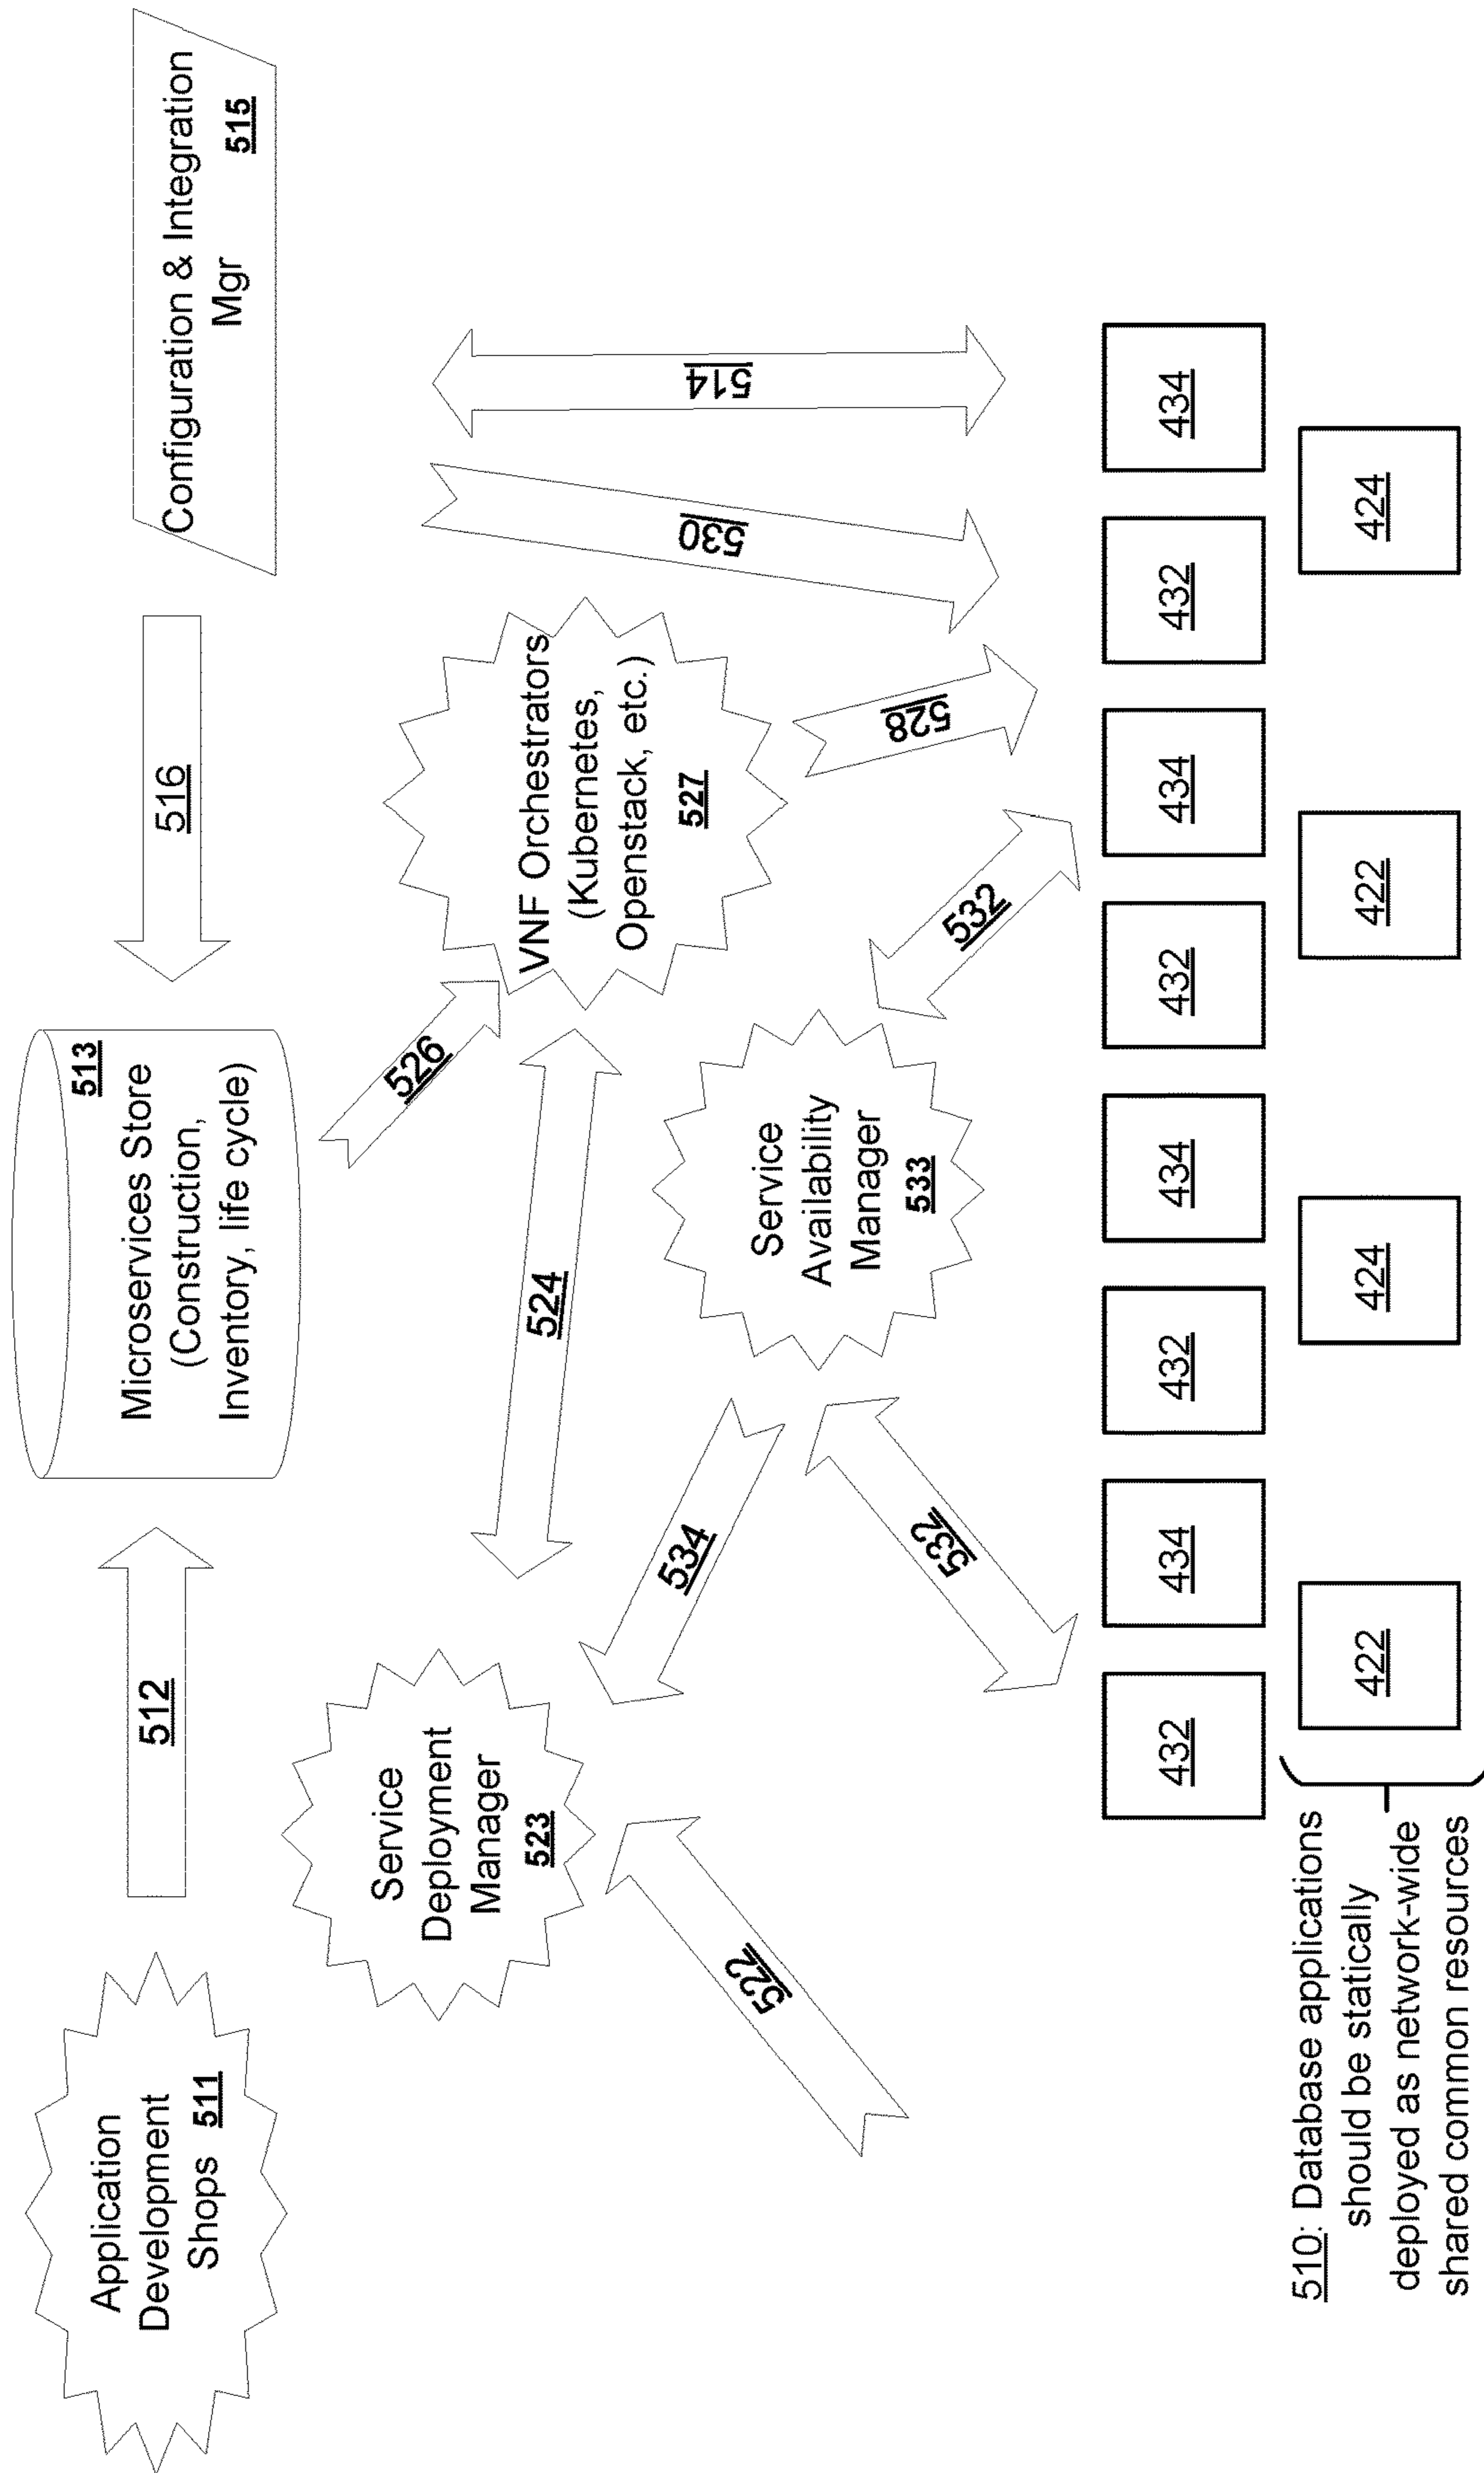 Application
Development
Shops 511
512
513
Microservices Store
(Construction,
Inventory, life cycle)
516
Configuration & Integration
Mgr
515
Service
Deployment
Manager
523
524
526
VNF Orchestrators
(Kubernetes,
Openstack, etc.)
527
522
534
Service
Availability
Manager
533
532
532
528
530
514
432
434
432
434
432
434
432
434
422
424
422
424
510: Database applications
should be statically
deployed as network-wide
shared common resources